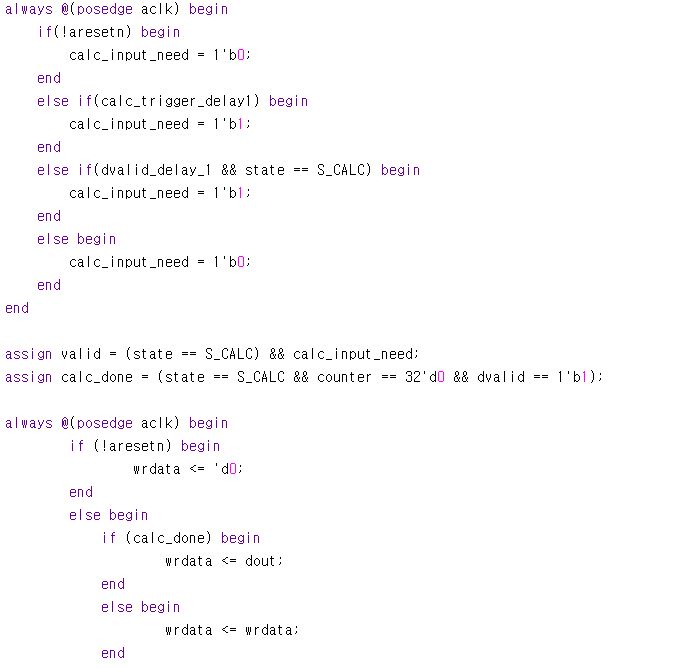 always @(posedge aclk) begin
    if(!aresetn) begin
        calc_input_need = 1'b0;
    end
    else if(calc_trigger_delay1) begin
        calc_input_need = 1'b1;
    end
    else if(dvalid_delay_1 && state == S_CALC) begin
        calc_input_need = 1'b1;
    end
    else begin
        calc_input_need = 1'b0;
    end
end

assign valid = (state == S_CALC) && calc_input_need;
assign calc_done = (state == S_CALC && counter == 32'd0 && dvalid == 1'b1);

always @(posedge aclk) begin
        if (!aresetn) begin
                wrdata <= 'd0;
        end
        else begin
            if (calc_done) begin
                    wrdata <= dout;
            end
            else begin
                    wrdata <= wrdata;
            end